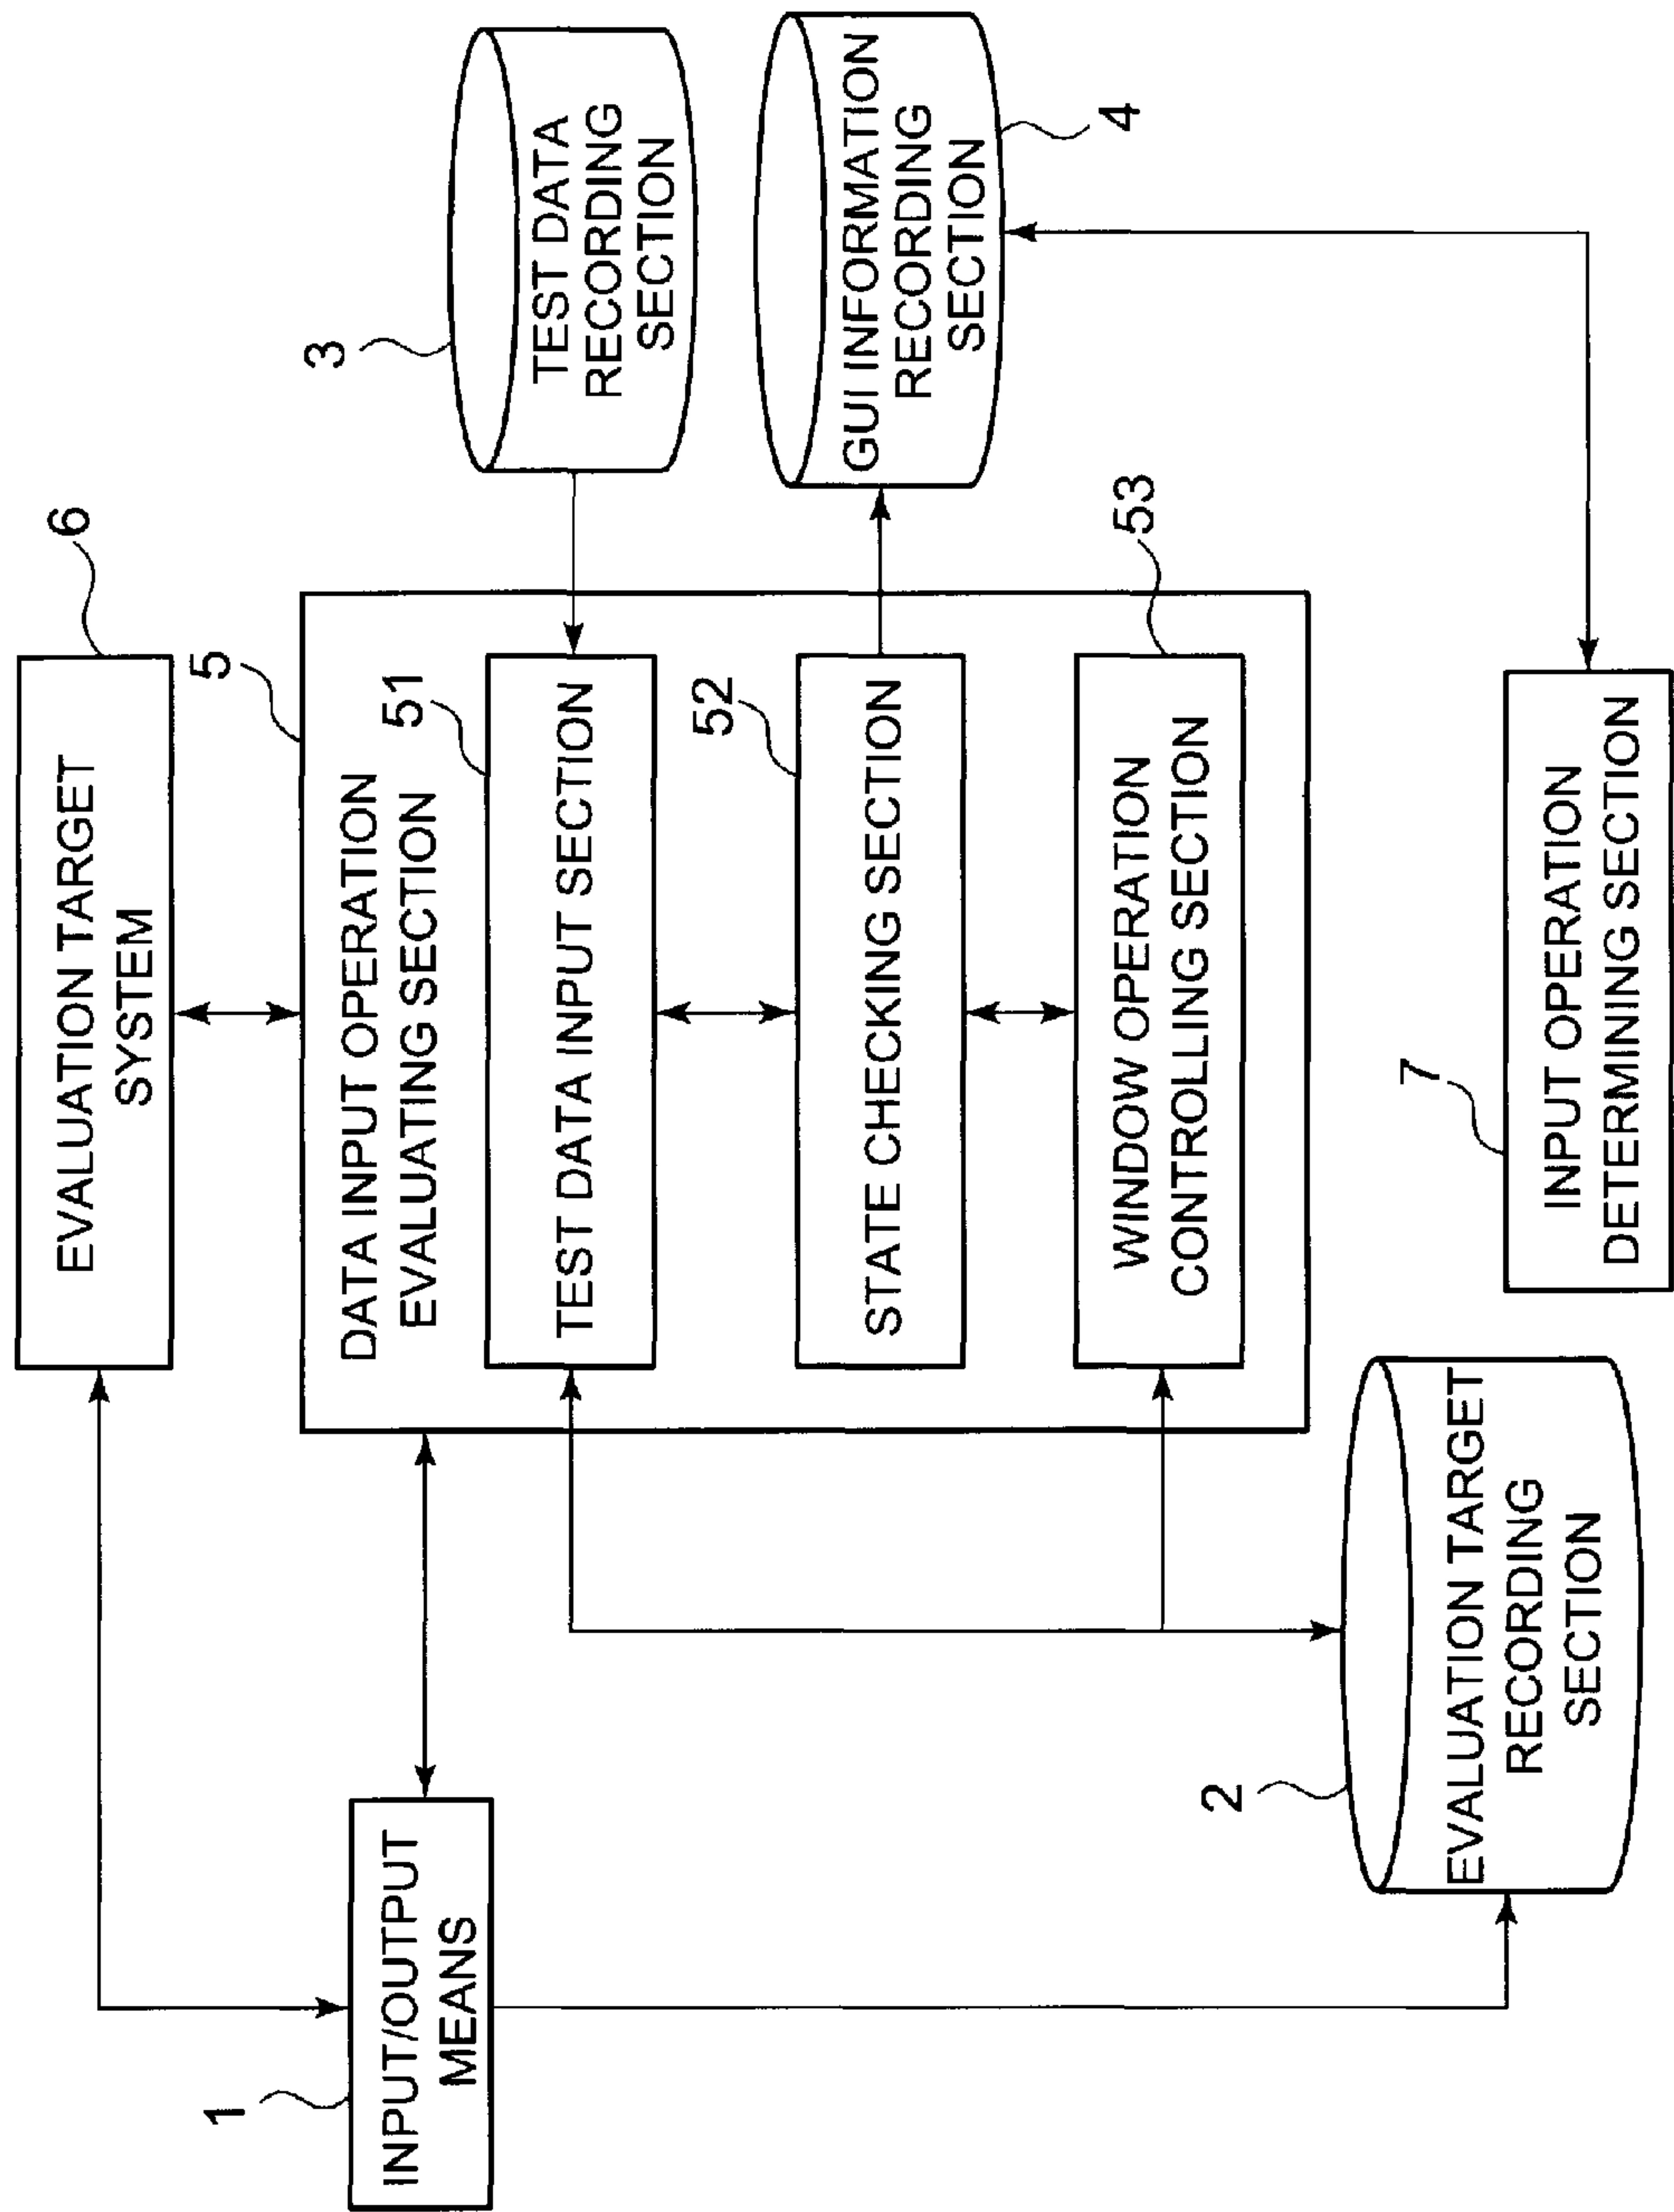 6
EVALUATION TARGET
SYSTEM
5
DATA INPUT OPERATION
EVALUATING SECTION
1
INPUT/OUTPUT
MEANS
51
TEST DATA INPUT SECTION
3
TEST DATA
RECORDING
SECTION
52
STATE CHECKING SECTION
GUI INFORMATION
RECORDING
SECTION
4
53
WINDOW OPERATION
CONTROLLING SECTION
2
EVALUATION TARGET
RECORDING
SECTION
7
INPUT OPERATION
DETERMINING SECTION